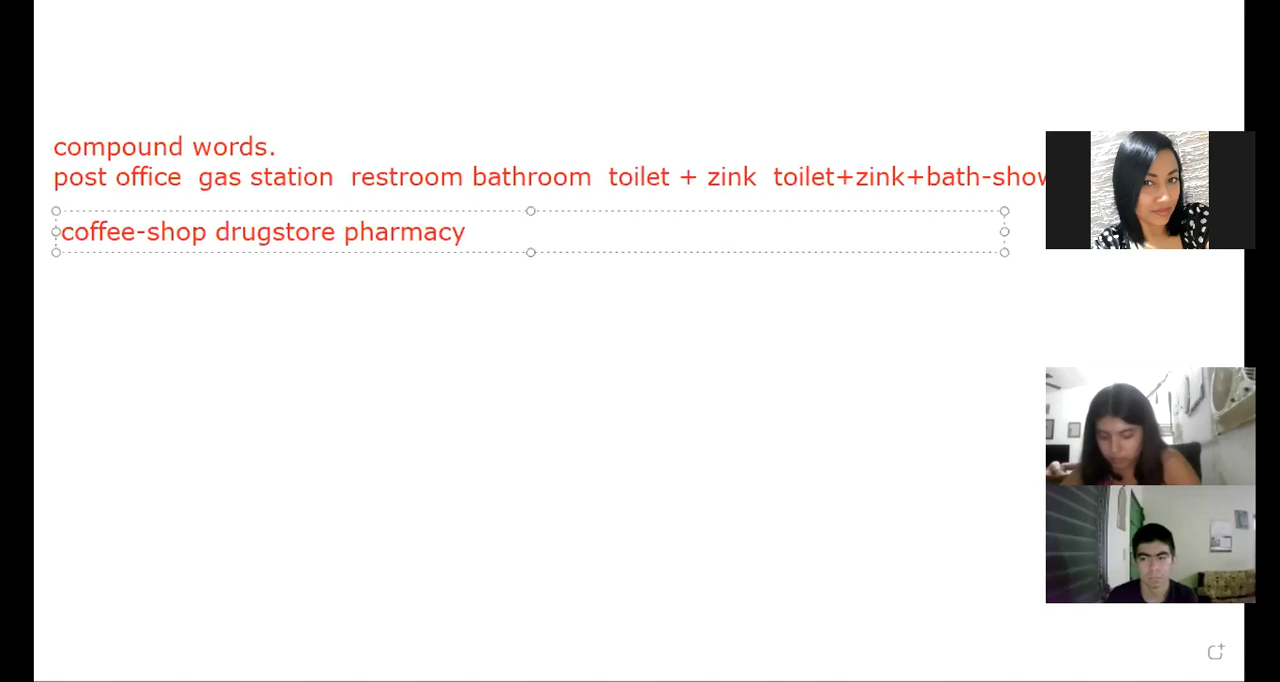 compound words.
post office gas station restroom bathroom toilet + zink toilet+zink+bath-show
coffee-shop drugstore pharmacy